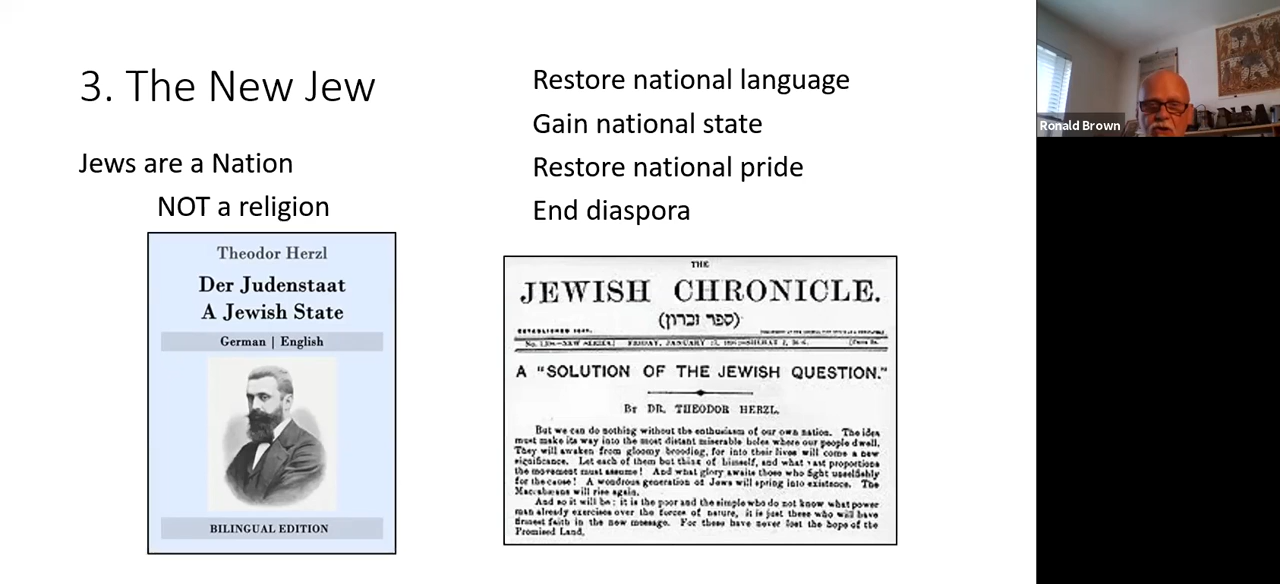 3. The New Jew
Jews are a Nation
NOT a religion
Theodor Herzl
Der Judenstaat
A Jewish State
German | English
BILINGUAL EDITION
Restore national language
Gain national state
Restore national pride
End diaspora
THE
JEWISH CHRONICLE.
(ספר זכרון)
FRIDAY, JANUARY
A "SOLUTION OF THE JEWISH QUESTION."
By DR. THEODOR HERZL.
But we can do nothing without the enthusiasm of our own nation. The idea
must make its way into the most distant miserable holes where our people dwell.
They will awaken from gloomy brooding, for into their lives will come a new
significance. Let each of them but think of himself, and what vast proportions
the movement must assume! And what glory awaits those who fight unselfishly
for the cause! A wondrous generation of Jews will spring into existence. The
Maccabæans will rise again.
And so it will be: it is the poor and the simple who do not know what power
man already exercises over the forces of nature, it is just these who will have
firmest faith in the new message. For these have never lost the hope of the
Promised Land.
Ronald Brown